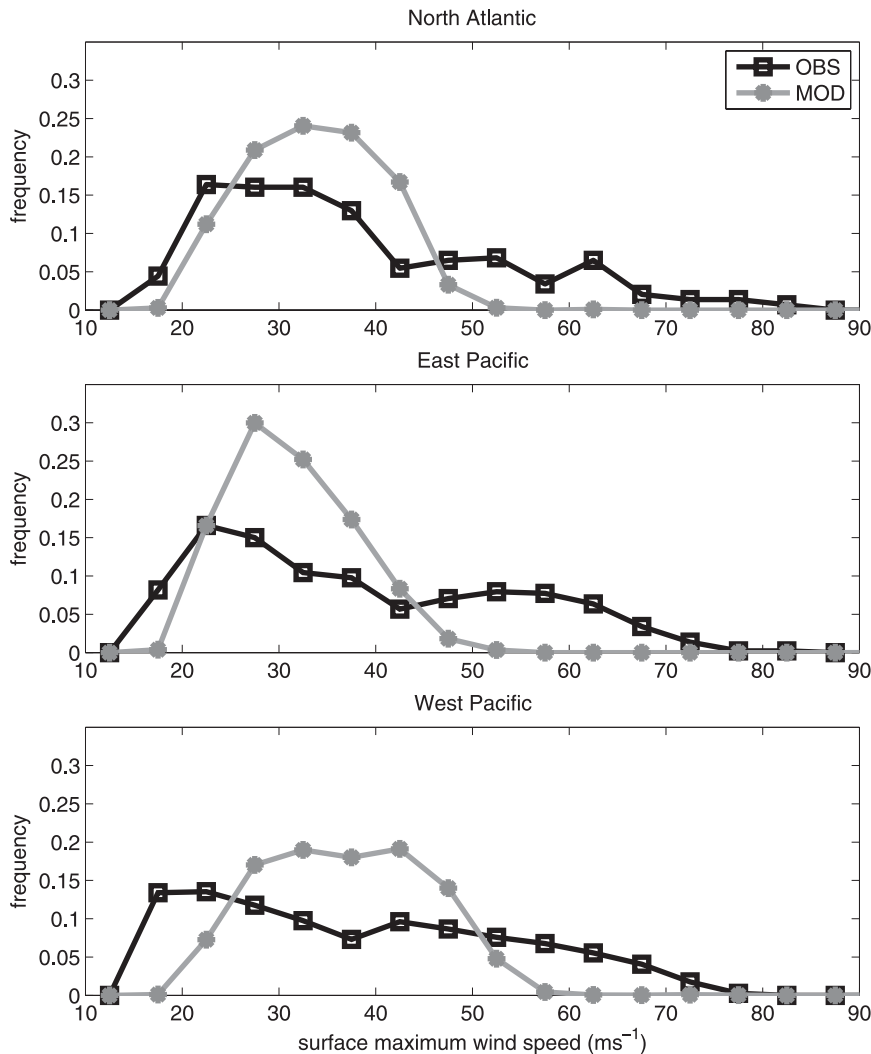 North Atlantic
0.3
0.25
0.2
0.15
0.1
0.05
0
frequency
OBS
MOD
10 20 30 40 50 60 70 80 90
East Pacific
0.3
0.25
0.2
0.15
0.1
0.05
0
frequency
10 20 30 40 50 60 70 80 90
West Pacific
0.3
0.25
0.2
0.15
0.1
0.05
0
frequency
10 20 30 40 50 60 70 80 90
surface maximum wind speed (ms⁻¹)